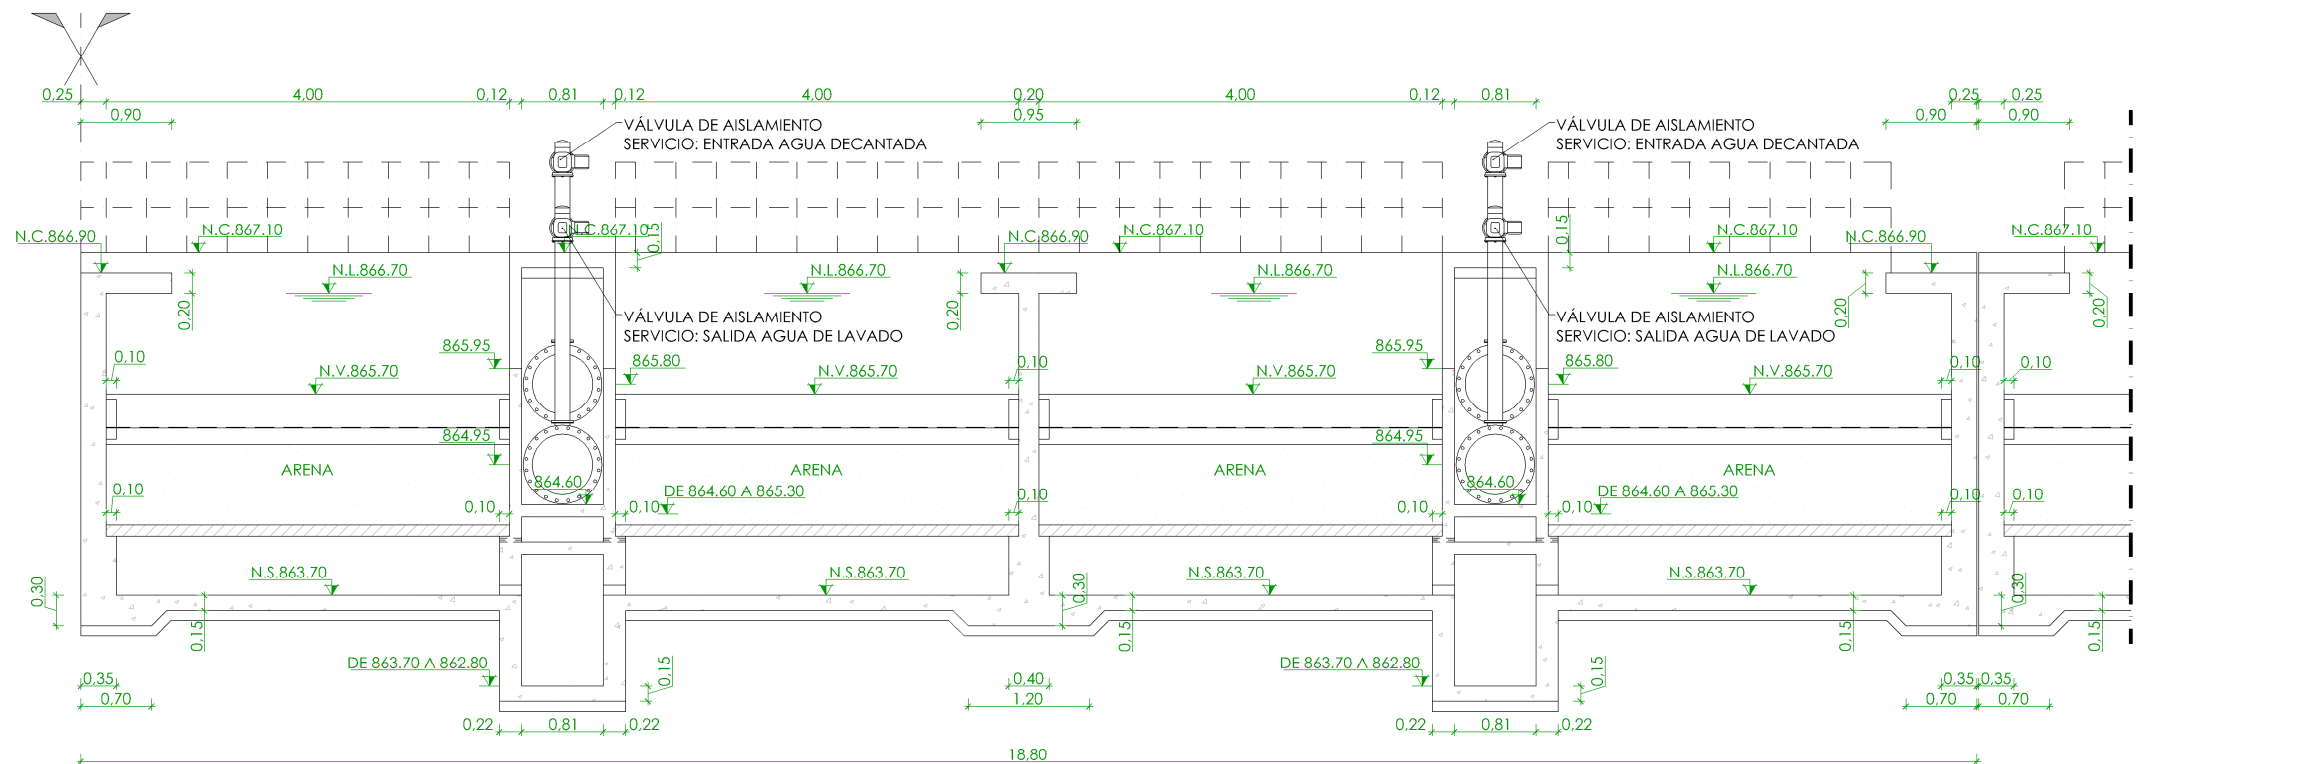 0,25 4,00 0,12 0,81 0,12 4,00 0,20 4,00 0,12 0,81 0,25 0,25
0,90 0,95 0,90 0,90
VÁLVULA DE AISLAMIENTO
SERVICIO: ENTRADA AGUA DECANTADA
VÁLVULA DE AISLAMIENTO
SERVICIO: ENTRADA AGUA DECANTADA
N.C.866.90 N.C.867.10 N.C.867.10 0,15 N.C.866.90 N.C.867.10 0,15 N.C.867.10 N.C.866.90 N.C.867.10
N.L.866.70 N.L.866.70 N.L.866.70 N.L.866.70
0,20 0,20 0,20 0,20
VÁLVULA DE AISLAMIENTO
SERVICIO: SALIDA AGUA DE LAVADO
VÁLVULA DE AISLAMIENTO
SERVICIO: SALIDA AGUA DE LAVADO
0,10 865.95 865.80 0,10 865.95 865.80 0,10 0,10
N.V.865.70 N.V.865.70 N.V.865.70 N.V.865.70
864.95 864.95
ARENA ARENA ARENA ARENA
0,10 864.60 DE 864.60 A 865.30 0,10 864.60 DE 864.60 A 865.30 0,10 0,10
0,10 0,10 0,10 0,10
N.S.863.70 N.S.863.70 N.S.863.70 N.S.863.70
0,30 0,30 0,30
0,15 0,15 0,15 0,15
DE 863.70 A 862.80 0,15 DE 863.70 A 862.80 0,15
0,35 0,40 0,35 0,35
0,70 1,20 0,70 0,70
0,22 0,81 0,22 0,22 0,81 0,22
18,80